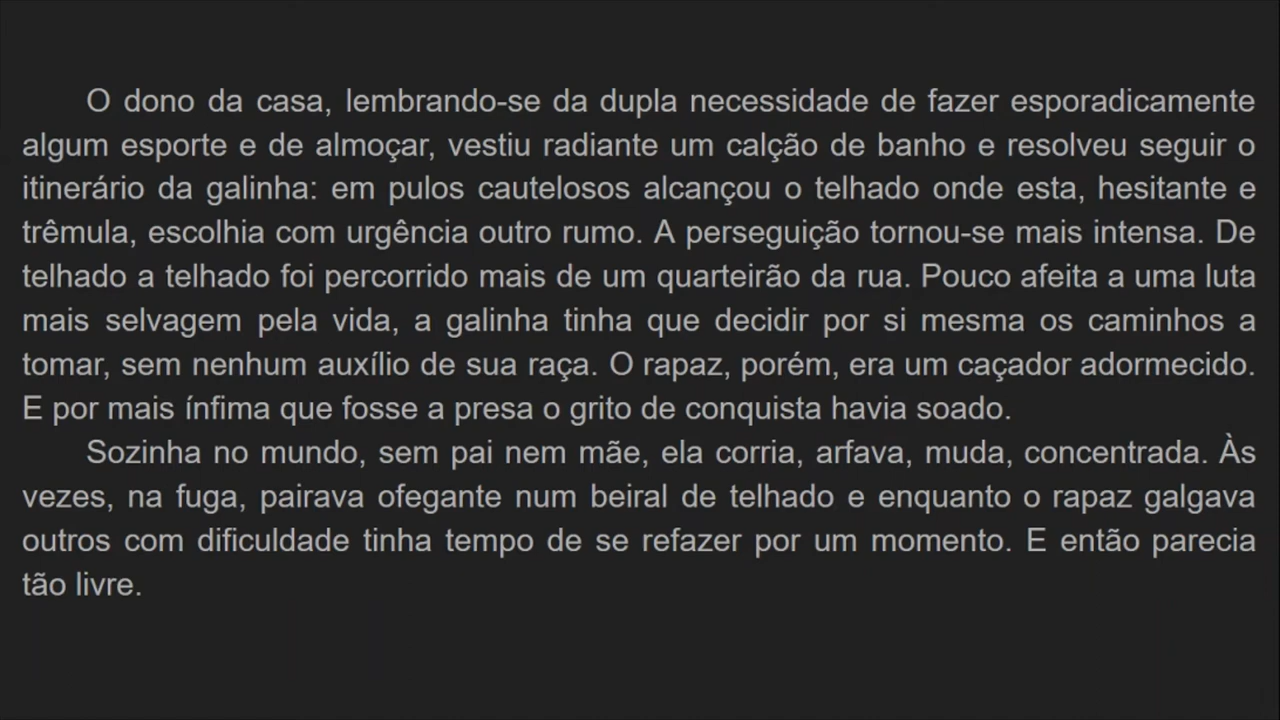 O dono da casa, lembrando-se da dupla necessidade de fazer esporadicamente
algum esporte e de almoçar, vestiu radiante um calção de banho e resolveu seguir o
itinerário da galinha: em pulos cautelosos alcançou o telhado onde esta, hesitante e
trêmula, escolhia com urgência outro rumo. A perseguição tornou-se mais intensa. De
telhado a telhado foi percorrido mais de um quarteirão da rua. Pouco afeita a uma luta
mais selvagem pela vida, a galinha tinha que decidir por si mesma os caminhos a
tomar, sem nenhum auxílio de sua raça. O rapaz, porém, era um caçador adormecido.
E por mais ínfima que fosse a presa o grito de conquista havia soado.
Sozinha no mundo, sem pai nem mãe, ela corria, arfava, muda, concentrada. Às
vezes, na fuga, pairava ofegante num beiral de telhado e enquanto o rapaz galgava
outros com dificuldade tinha tempo de se refazer por um momento. E então parecia
tão livre.